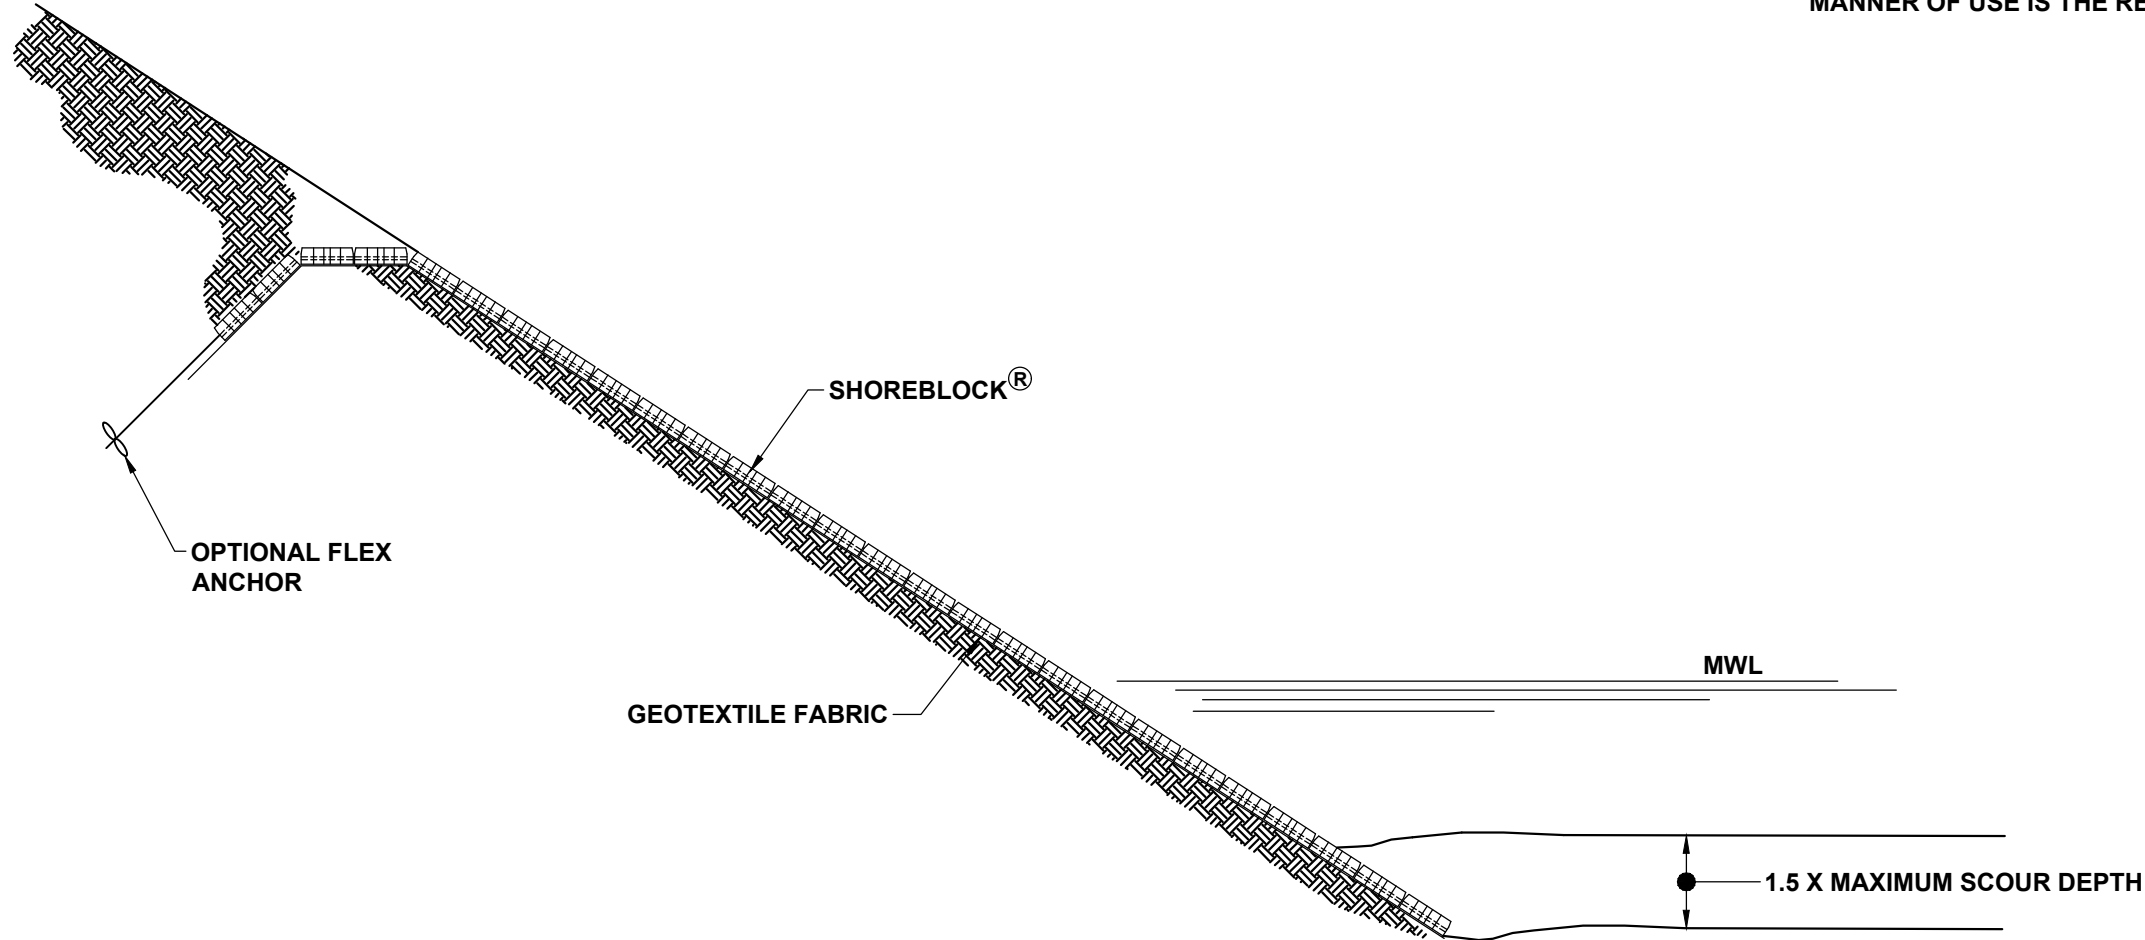 MANNER OF USE IS THE RE
SHOREBLOCK®
OPTIONAL FLEX
ANCHOR
MWL
GEOTEXTILE FABRIC
1.5 X MAXIMUM SCOUR DEPTH